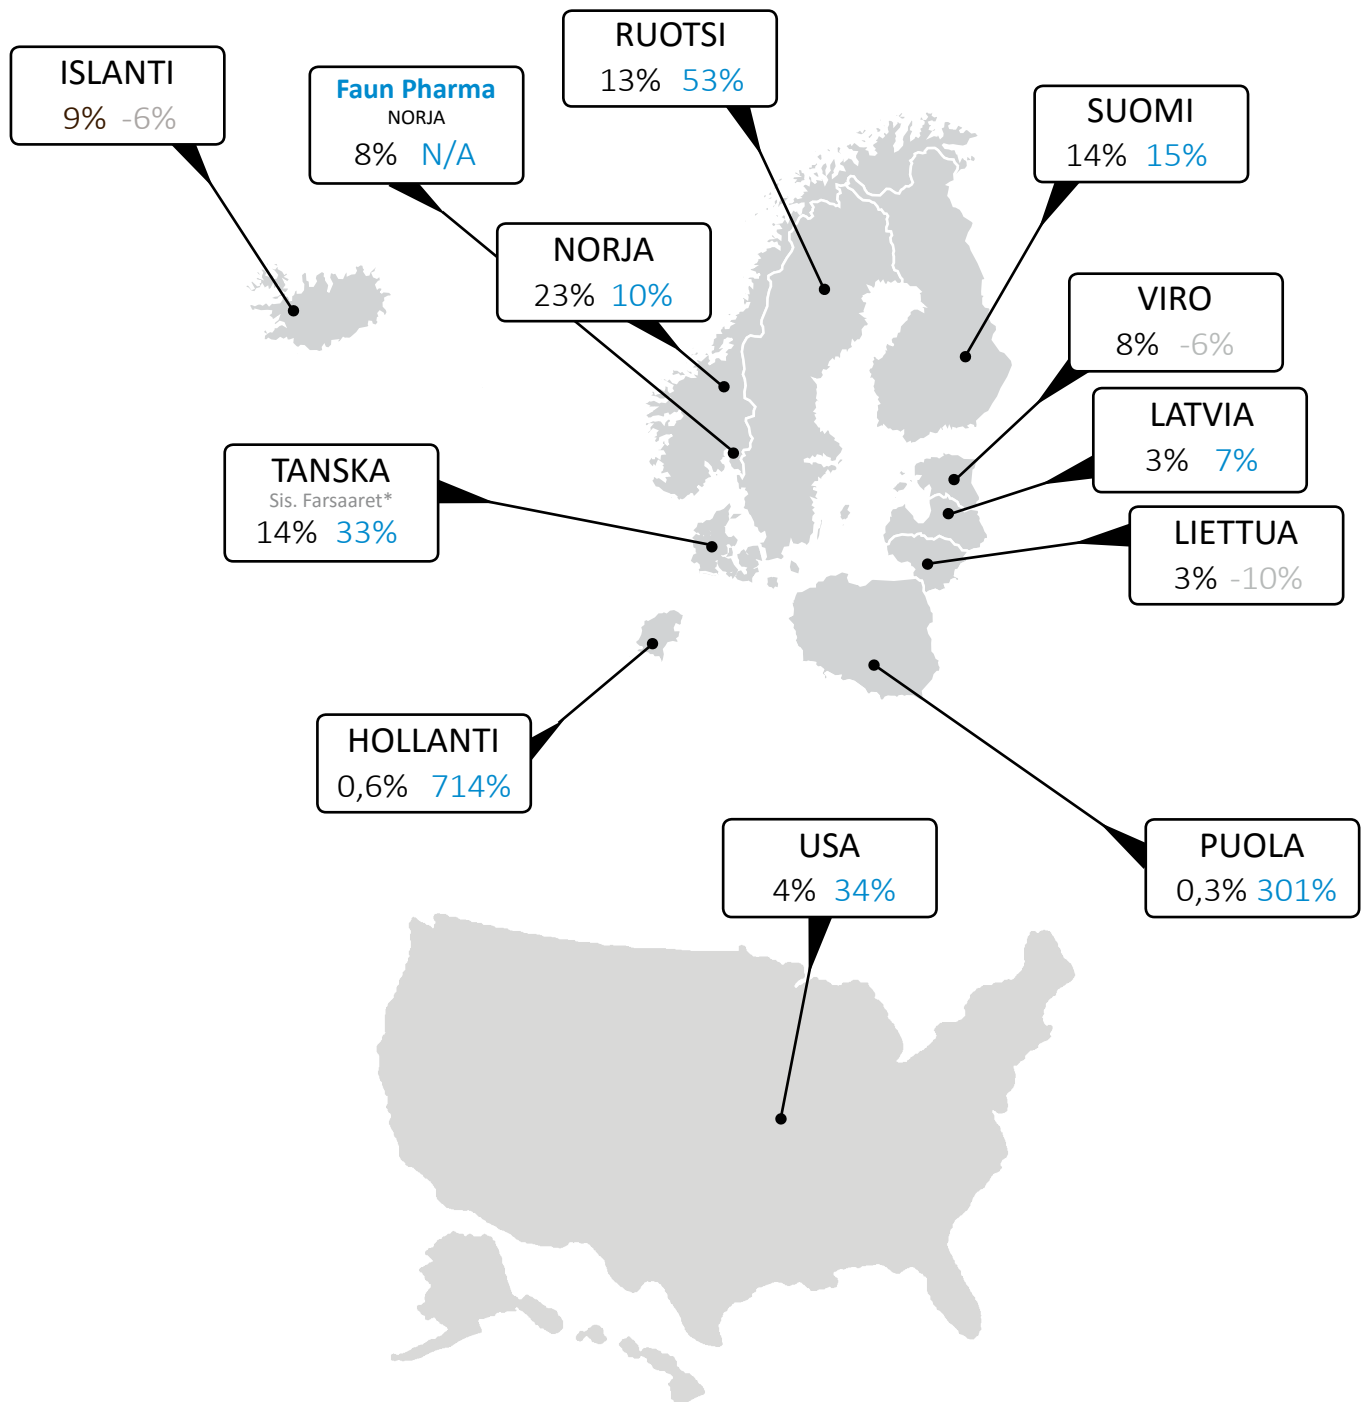 RUOTSI
13% 53%
ISLANTI
9% -6%
Faun Pharma
NORJA
8% N/A
SUOMI
14% 15%
NORJA
23% 10%
VIRO
8% -6%
LATVIA
3% 7%
TANSKA
Sis. Farsaaret*
14% 33%
LIETTUA
3% -10%
HOLLANTI
0,6% 714%
USA
4% 34%
PUOLA
0,3% 301%